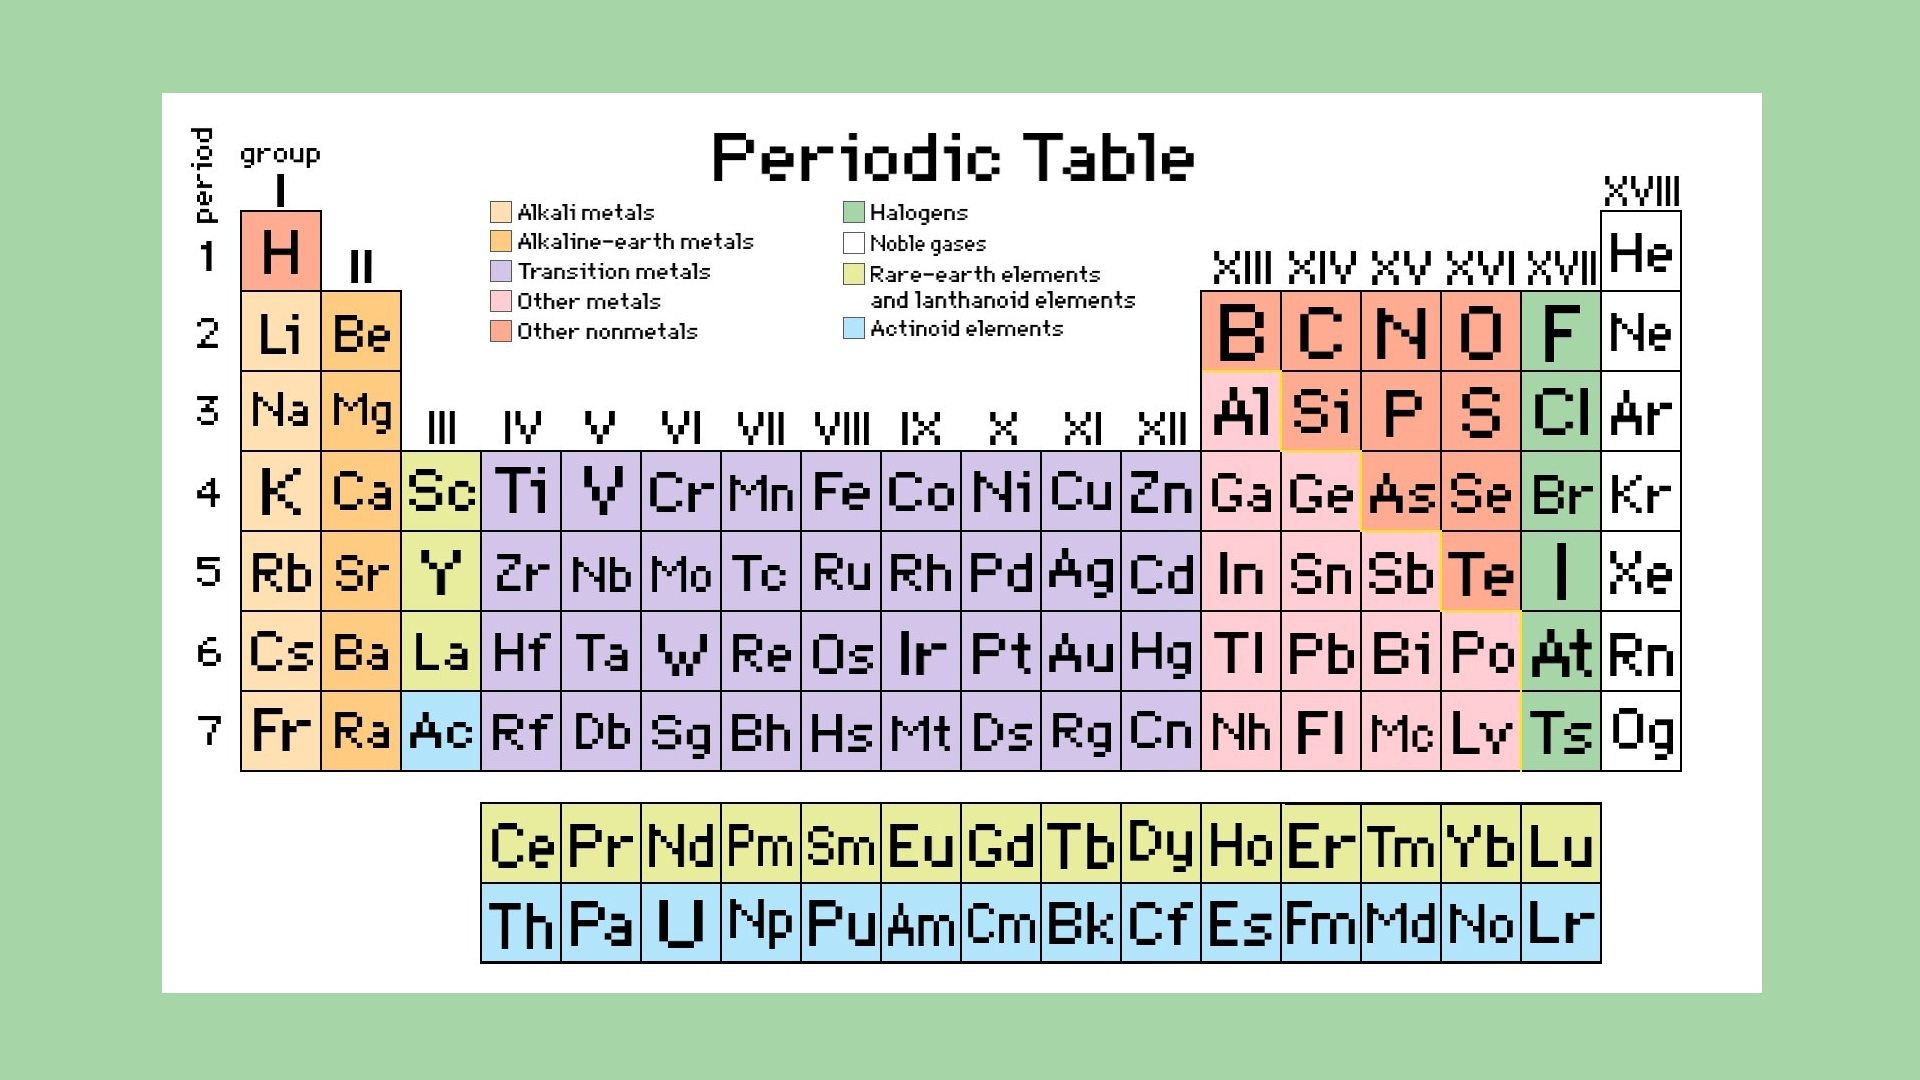 Periodic Table
period
group
I
II
III
IV
V
VI
VII
VIII
IX
X
XI
XII
XIII
XIV
XV
XVI
XVII
XVIII
Alkali metals
Alkaline-earth metals
Transition metals
Other metals
Other nonmetals
Halogens
Noble gases
Rare-earth elements
and lanthanoid elements
Actinoid elements
1 H He
2 Li Be B C N O F Ne
3 Na Mg Al Si P S Cl Ar
4 K Ca Sc Ti V Cr Mn Fe Co Ni Cu Zn Ga Ge As Se Br Kr
5 Rb Sr Y Zr Nb Mo Tc Ru Rh Pd Ag Cd In Sn Sb Te I Xe
6 Cs Ba La Hf Ta W Re Os Ir Pt Au Hg Tl Pb Bi Po At Rn
7 Fr Ra Ac Rf Db Sg Bh Hs Mt Ds Rg Cn Nh Fl Mc Lv Ts Og
Ce Pr Nd Pm Sm Eu Gd Tb Dy Ho Er Tm Yb Lu
Th Pa U Np Pu Am Cm Bk Cf Es Fm Md No Lr